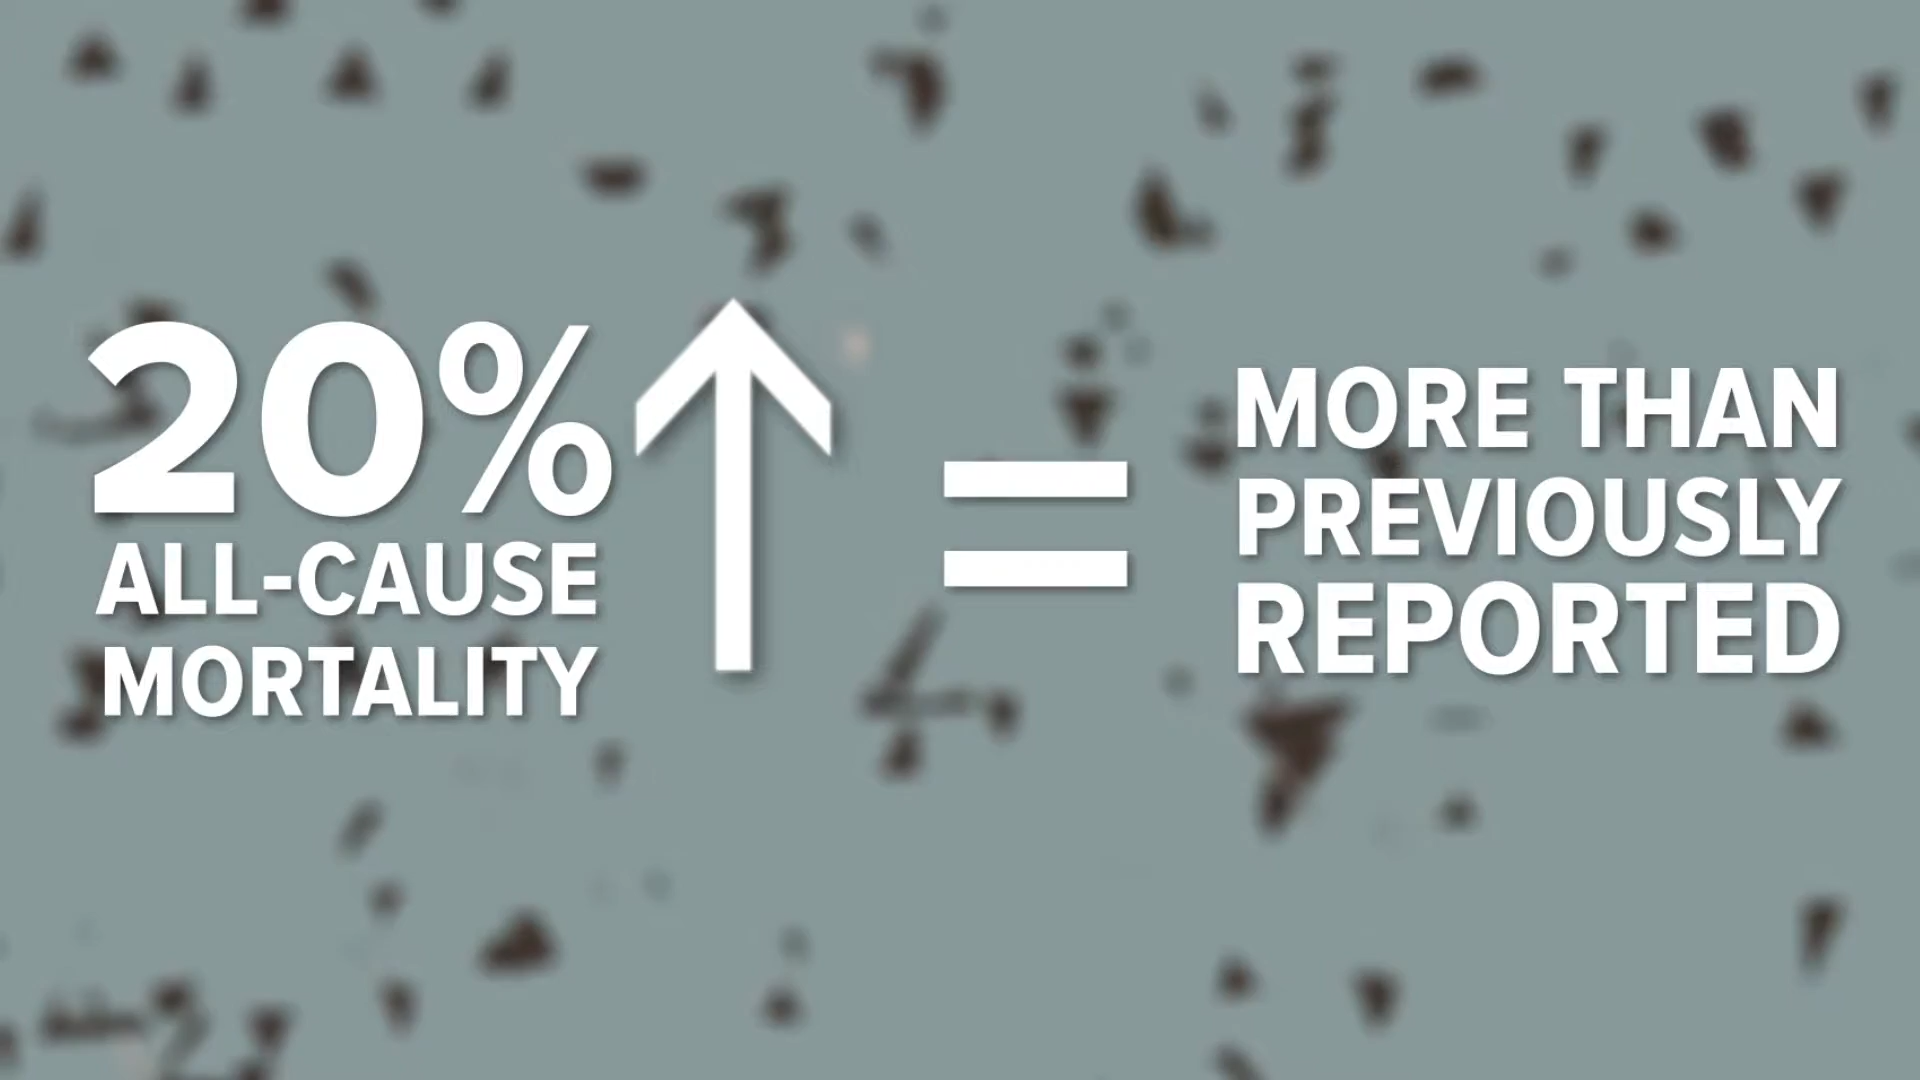 20%
ALL-CAUSE
MORTALITY
=
MORE THAN
PREVIOUSLY
REPORTED